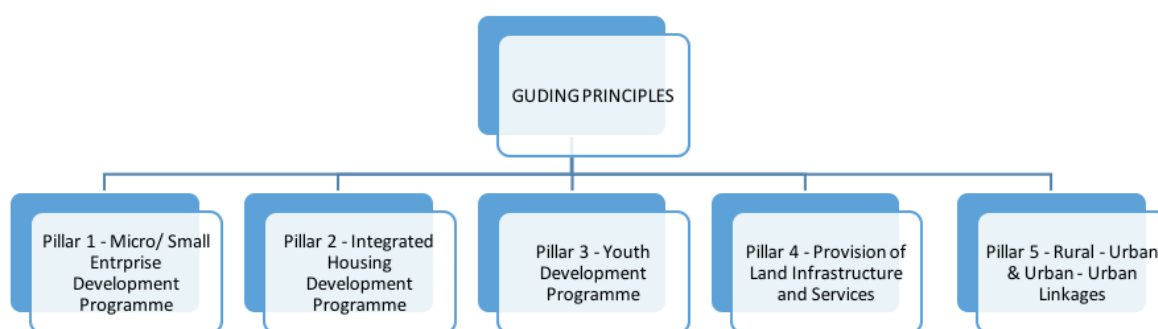 GUDING PRINCIPLES
Pillar 1 - Micro/ Small
Entrprise
Development
Programme
Pillar 2 - Integrated
Housing
Development
Programme
Pillar 3 - Youth
Development
Programme
Pillar 4 - Provision of
Land Infrastructure
and Services
Pillar 5 - Rural - Urban
& Urban - Urban
Linkages